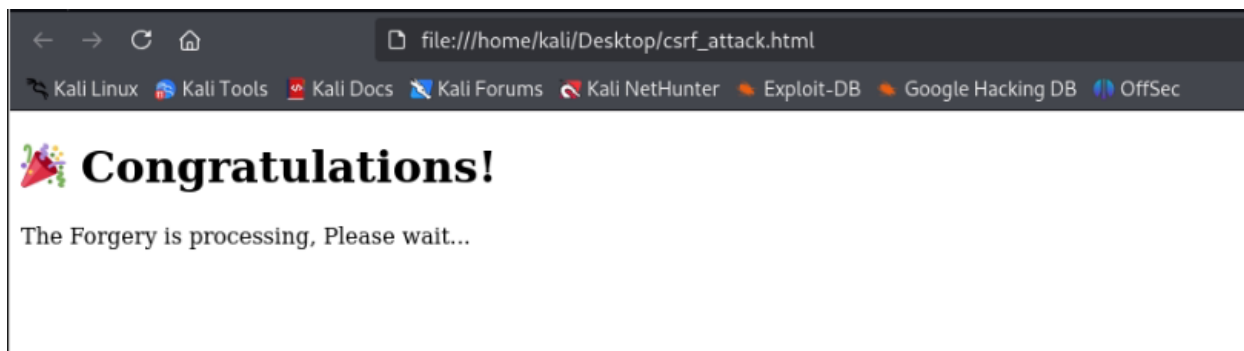 file:///home/kali/Desktop/csrf_attack.html
Kali Linux Kali Tools Kali Docs Kali Forums Kali NetHunter Exploit-DB Google Hacking DB OffSec
🎉 Congratulations!
The Forgery is processing, Please wait...